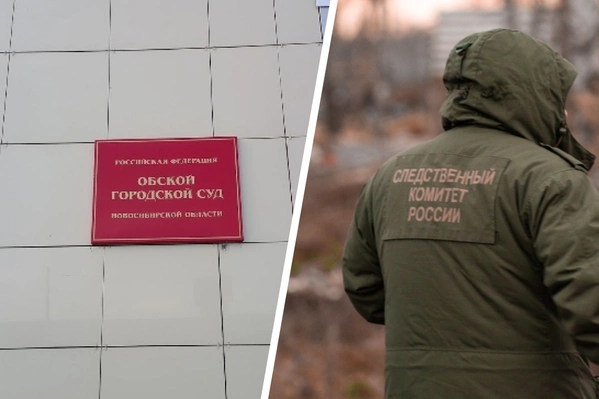 РОССИЙСКАЯ ФЕДЕРАЦИЯ
ОБСКОЙ
ГОРОДСКОЙ СУД
НОВОСИБИРСКОЙ ОБЛАСТИ
СЛЕДСТВЕННЫЙ
КОМИТЕТ
РОССИИ